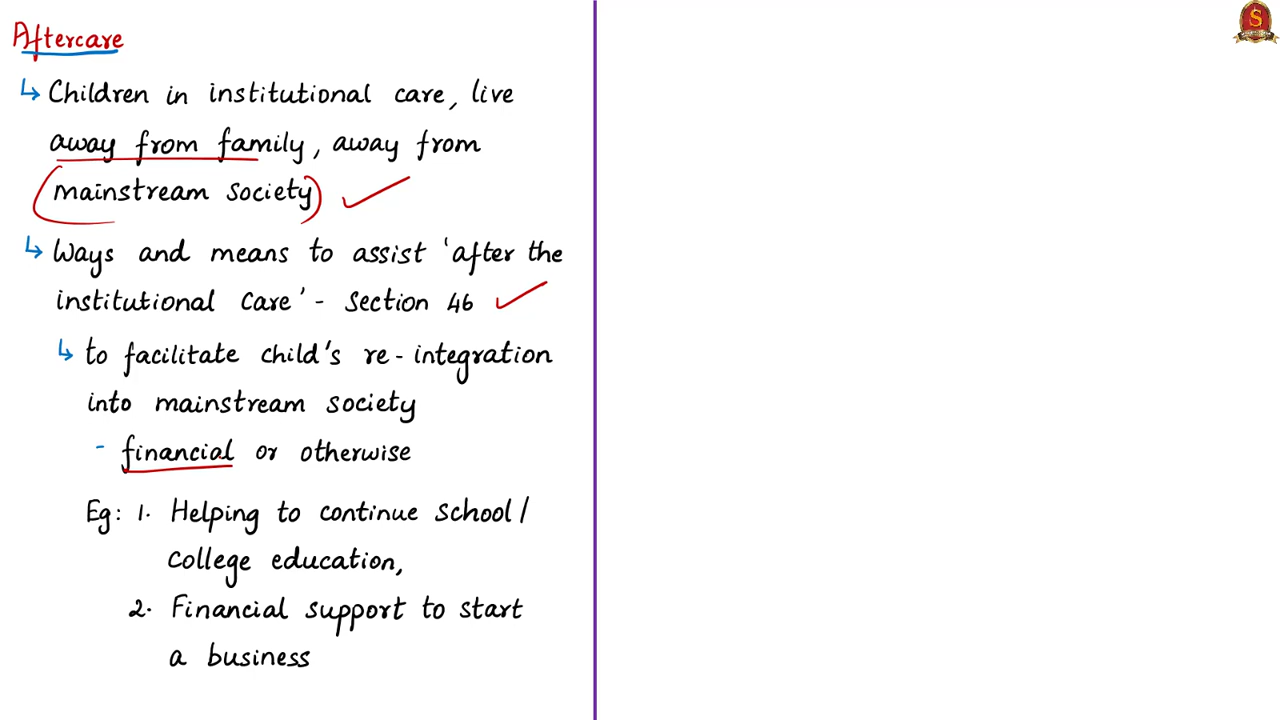 Aftercare
↳ Children in institutional care, live
away from family, away from
mainstream society
↳ Ways and means to assist 'after the
institutional care' - Section 46
↳ to facilitate child's re-integration
into mainstream society
- financial or otherwise
Eg: 1. Helping to continue school/
college education,
2. Financial support to start
a business
S